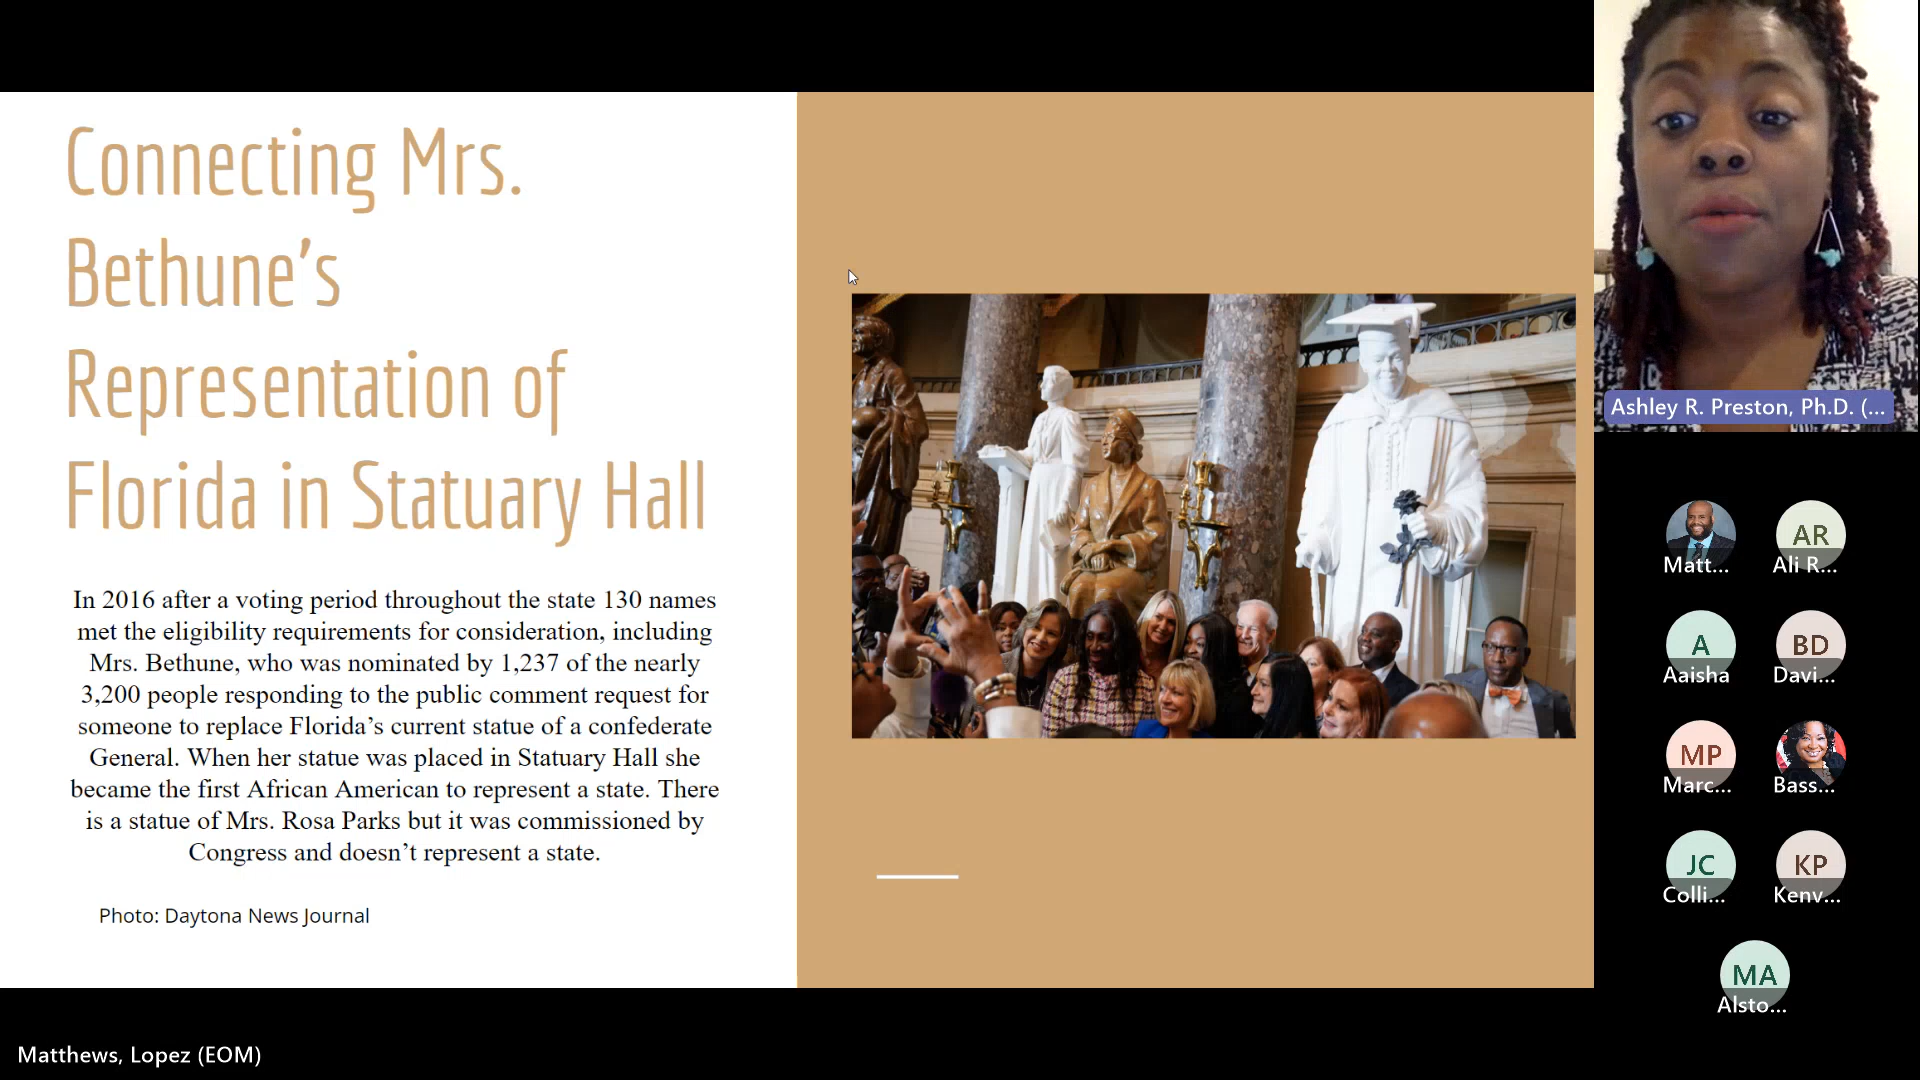 Connecting Mrs.
Bethune’s
Representation of
Florida in Statuary Hall
In 2016 after a voting period throughout the state 130 names
met the eligibility requirements for consideration, including
Mrs. Bethune, who was nominated by 1,237 of the nearly
3,200 people responding to the public comment request for
someone to replace Florida’s current statue of a confederate
General. When her statue was placed in Statuary Hall she
became the first African American to represent a state. There
is a statue of Mrs. Rosa Parks but it was commissioned by
Congress and doesn’t represent a state.
Photo: Daytona News Journal
Matthews, Lopez (EOM)
Ashley R. Preston, Ph.D. (...
Matt...
AR
Ali R...
A
Aaisha
BD
Davi...
MP
Marc...
Bass...
JC
Colli...
KP
Kenv...
MA
Alsto...